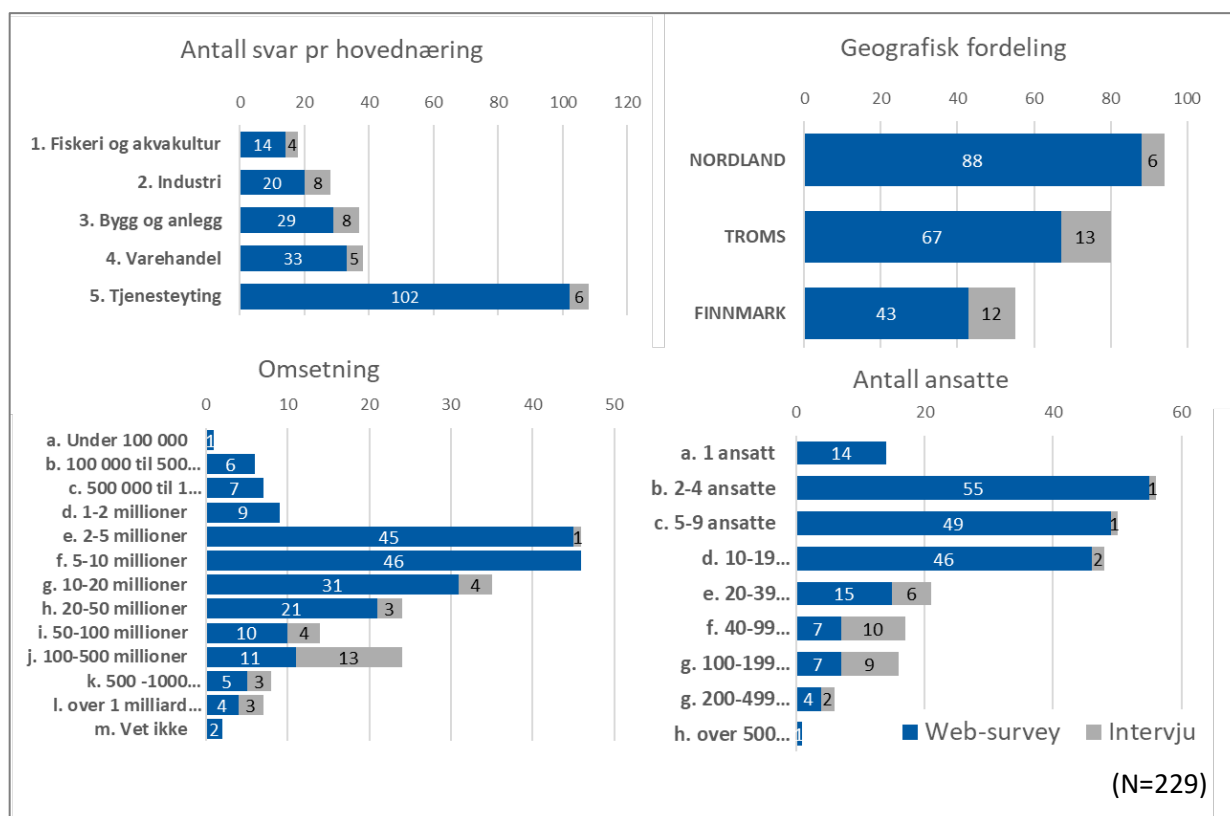 Antall svar pr hovednæring
0 20 40 60 80 100 120
1. Fiskeri og akvakultur 14 4
2. Industri 20 8
3. Bygg og anlegg 29 8
4. Varehandel 33 5
5. Tjenesteyting 102 6
Geografisk fordeling
0 20 40 60 80 100
NORDLAND 88 6
TROMS 67 13
FINNMARK 43 12
Omsetning
0 10 20 30 40 50
a. Under 100 000 1
b. 100 000 til 500... 6
c. 500 000 til 1... 7
d. 1-2 millioner 9
e. 2-5 millioner 45 1
f. 5-10 millioner 46
g. 10-20 millioner 31 4
h. 20-50 millioner 21 3
i. 50-100 millioner 10 4
j. 100-500 millioner 11 13
k. 500 -1000... 5 3
l. over 1 milliard... 4 3
m. Vet ikke 2
Antall ansatte
0 20 40 60
a. 1 ansatt 14
b. 2-4 ansatte 55 1
c. 5-9 ansatte 49 1
d. 10-19... 46 2
e. 20-39... 15 6
f. 40-99... 7 10
g. 100-199... 7 9
g. 200-499... 4 2
h. over 500... 1
Web-survey Intervju
(N=229)